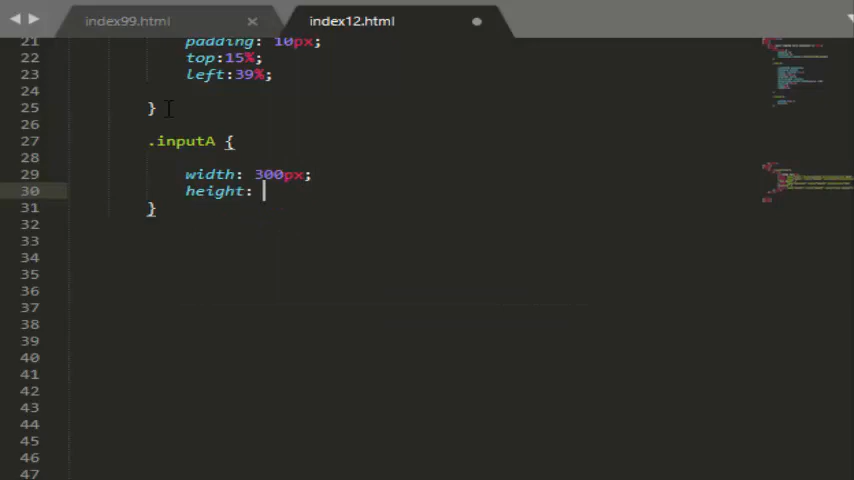 index99.html
index12.html
21 padding: 10px;
22 top:15%;
23 left:39%;
24
25 }
26
27 .inputA {
28
29 width: 300px;
30 height:
31 }
32
33
34
35
36
37
38
39
40
41
42
43
44
45
46
47